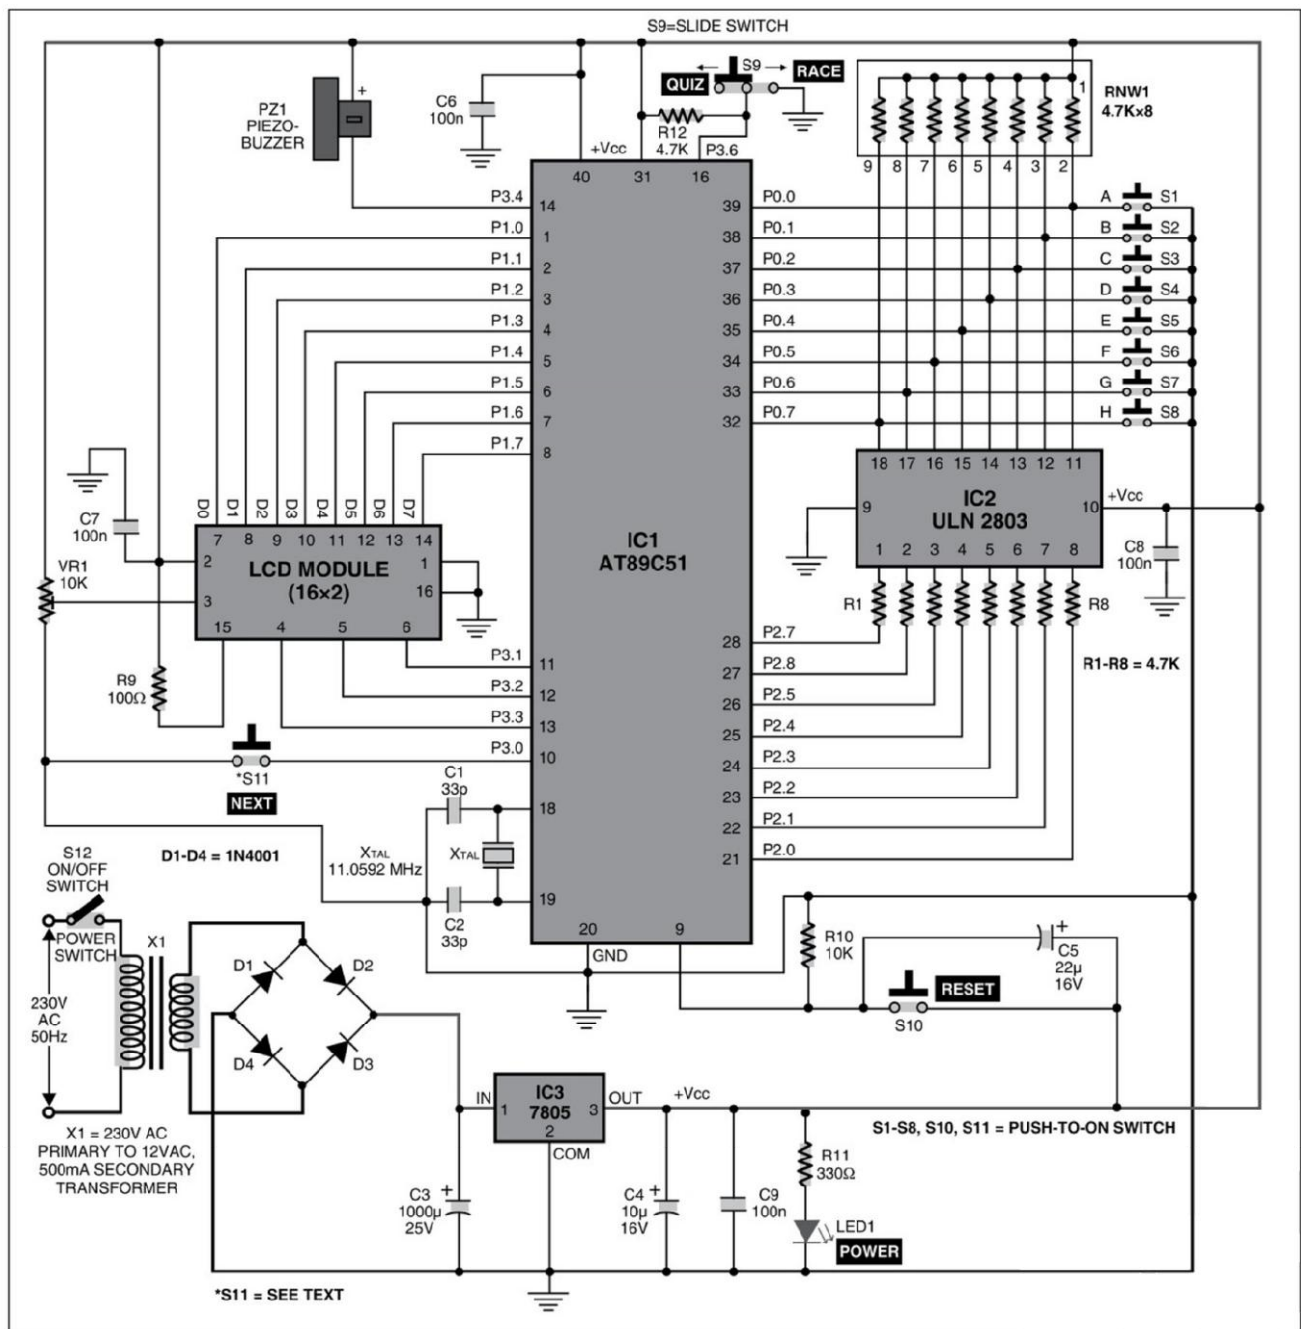 S9=SLIDE SWITCH
QUIZ
S9
RACE
RNW1
4.7K×8
1
PZ1
PIEZO-
BUZZER
+
C6
100n
R12
4.7K
+Vcc
P3.6
9
8
7
6
5
4
3
2
40
31
16
P3.4
14
39
P0.0
A
S1
P1.0
1
38
P0.1
B
S2
P1.1
2
37
P0.2
C
S3
P1.2
3
36
P0.3
D
S4
P1.3
4
35
P0.4
E
S5
P1.4
5
34
P0.5
F
S6
P1.5
6
33
P0.6
G
S7
P1.6
7
32
P0.7
H
S8
P1.7
8
18
17
16
15
14
13
12
11
IC2
ULN 2803
9
10
+Vcc
1
2
3
4
5
6
7
8
C8
100n
C7
100n
D0
D1
D2
D3
D4
D5
D6
D7
7
8
9
10
11
12
13
14
LCD MODULE
(16×2)
2
3
1
16
15
4
5
6
VR1
10K
IC1
AT89C51
R1
R8
R1-R8 = 4.7K
R9
100Ω
P3.1
11
P3.2
12
P3.3
13
P3.0
10
28
P2.7
27
P2.8
26
P2.5
25
P2.4
24
P2.3
23
P2.2
22
P2.1
21
P2.0
*S11
NEXT
C1
33p
18
XTAL
11.0592 MHz
XTAL
19
C2
33p
D1-D4 = 1N4001
S12
ON/OFF
SWITCH
POWER
SWITCH
X1
230V
AC
50Hz
D1
D2
D4
D3
20
GND
9
R10
10K
+
C5
22µ
16V
RESET
S10
X1 = 230V AC
PRIMARY TO 12VAC,
500mA SECONDARY
TRANSFORMER
IN
1
IC3
7805
3
OUT
2
COM
+Vcc
S1-S8, S10, S11 = PUSH-TO-ON SWITCH
C3
1000µ
25V
+
C4
10µ
16V
+
C9
100n
R11
330Ω
LED1
POWER
*S11 = SEE TEXT